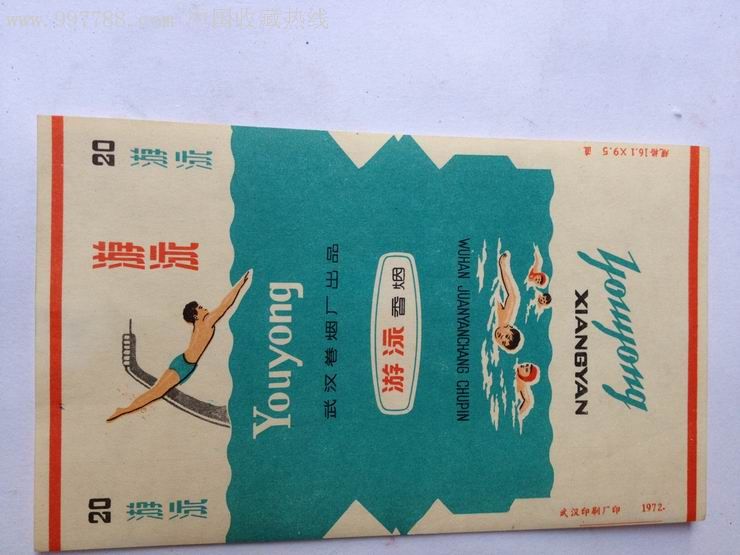 www.997788.com 中国收藏热线
20 游泳
游泳
20 游泳
Youyong
武汉卷烟厂出品
游泳香烟
WUHAN JUANYANCHANG CHUPIN
Youyong
XIANGYAN
规格16.1×9.5 直
武汉印刷厂印 1972.